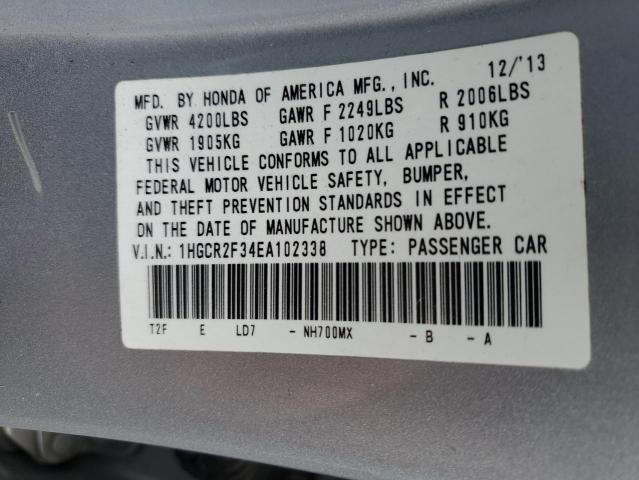 MFD. BY HONDA OF AMERICA MFG., INC. 12/'13
GVWR 4200LBS GAWR F 2249LBS R 2006LBS
GVWR 1905KG GAWR F 1020KG R 910KG
THIS VEHICLE CONFORMS TO ALL APPLICABLE
FEDERAL MOTOR VEHICLE SAFETY, BUMPER,
AND THEFT PREVENTION STANDARDS IN EFFECT
ON THE DATE OF MANUFACTURE SHOWN ABOVE.
V.I.N.: 1HGCR2F34EA102338 TYPE: PASSENGER CAR
T2F E LD7 - NH700MX - B - A